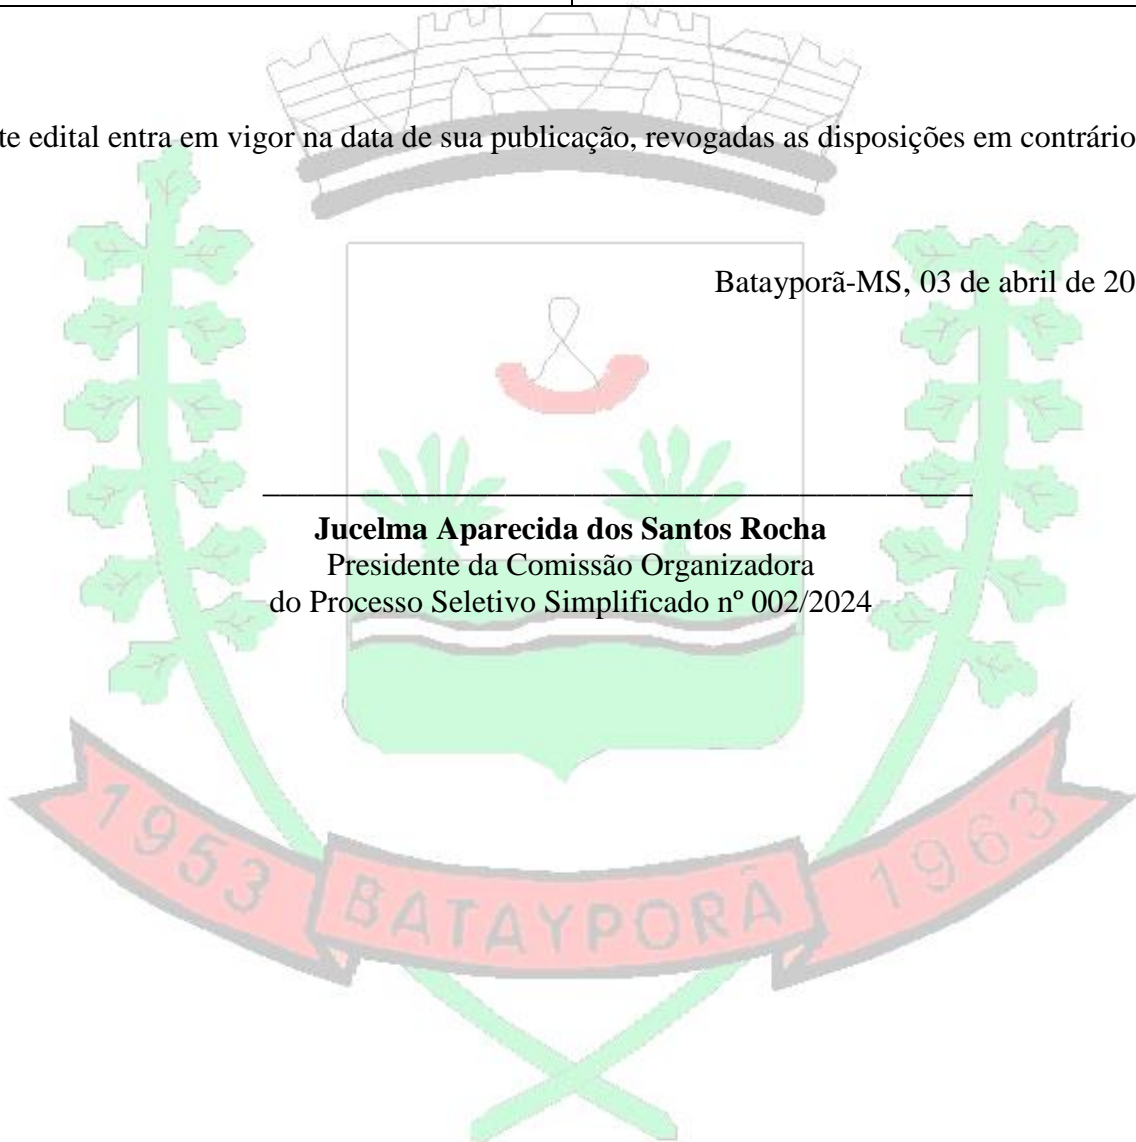 te edital entra em vigor na data de sua publicação, revogadas as disposições em contrário
Batayporã-MS, 03 de abril de 20
Jucelma Aparecida dos Santos Rocha
Presidente da Comissão Organizadora
do Processo Seletivo Simplificado nº 002/2024
1953 BATAYPORÃ 1963